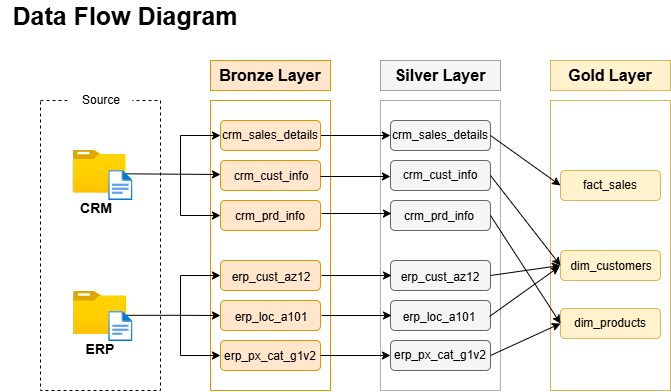 Data Flow Diagram
Bronze Layer
Silver Layer
Gold Layer
Source
CRM
ERP
crm_sales_details
crm_cust_info
crm_prd_info
erp_cust_az12
erp_loc_a101
erp_px_cat_g1v2
crm_sales_details
crm_cust_info
crm_prd_info
erp_cust_az12
erp_loc_a101
erp_px_cat_g1v2
fact_sales
dim_customers
dim_products